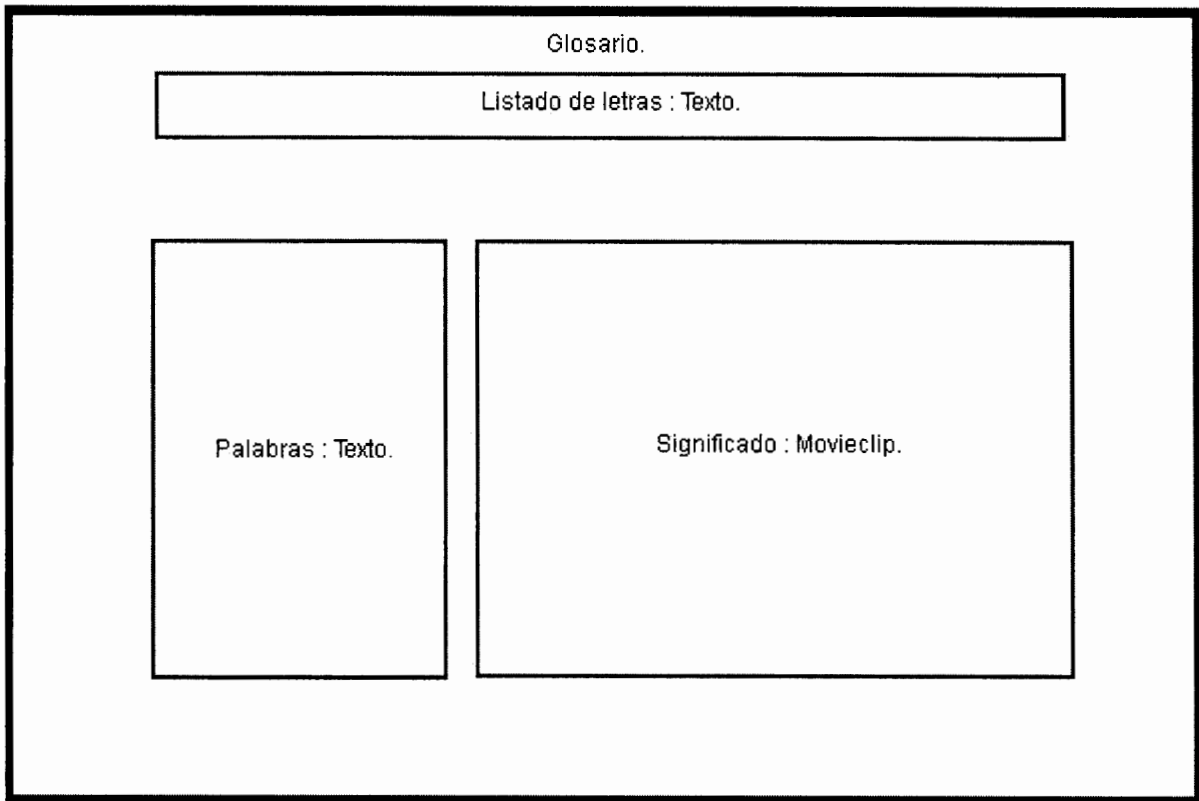 Glosario.
Listado de letras : Texto.
Palabras : Texto.
Significado : Movieclip.